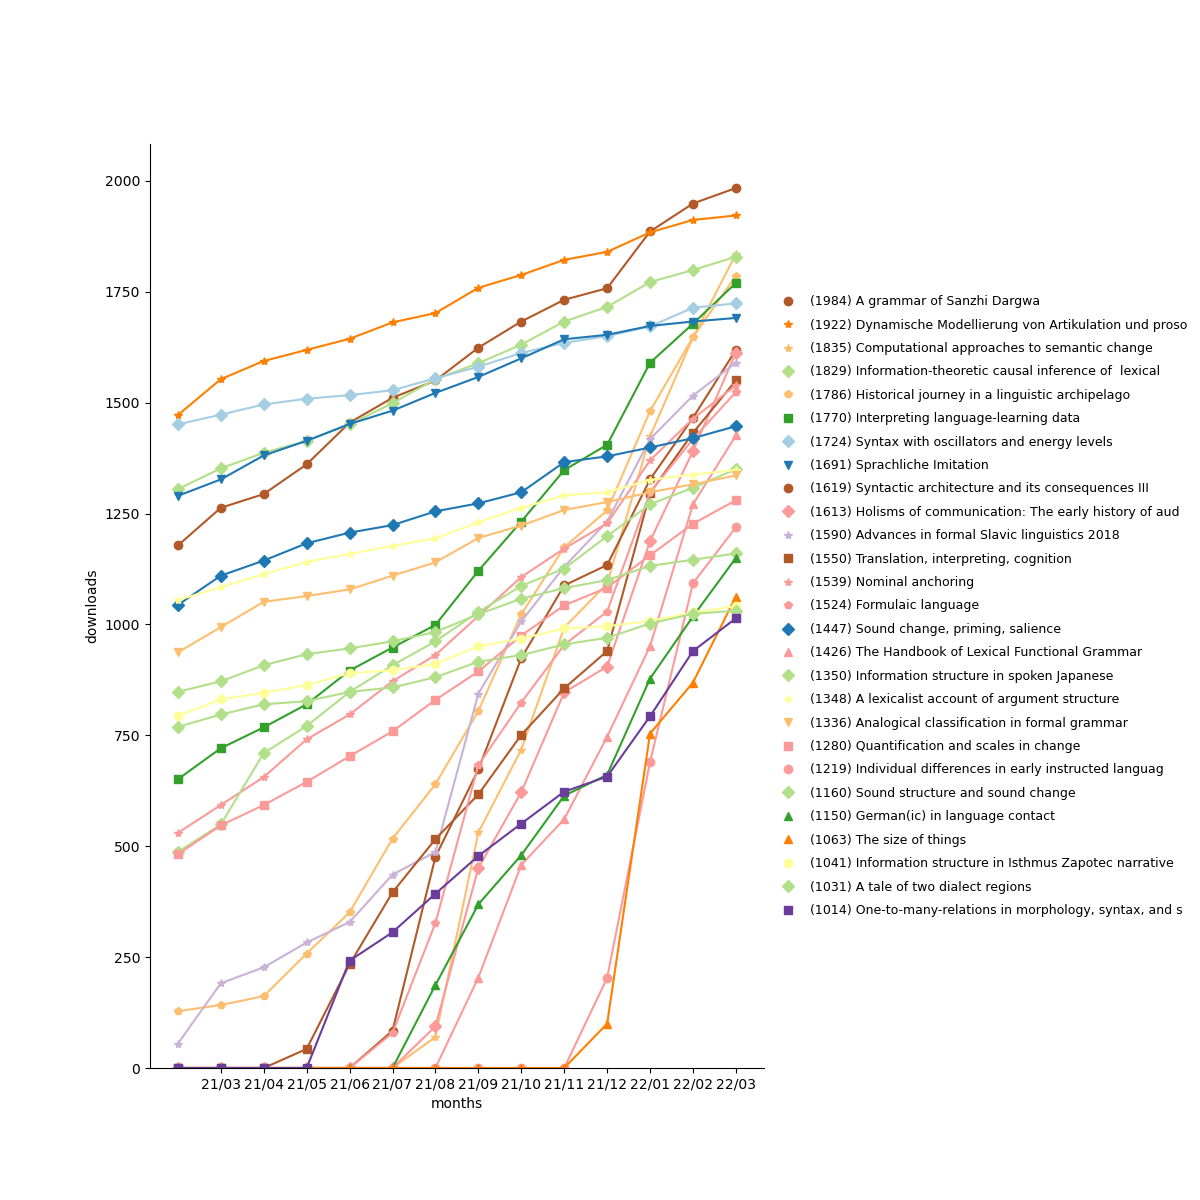 2000
1750
1500
1250
1000
750
500
250
0
downloads
21/03 21/04 21/05 21/06 21/07 21/08 21/09 21/10 21/11 21/12 22/01 22/02 22/03
months
(1984) A grammar of Sanzhi Dargwa
(1922) Dynamische Modellierung von Artikulation und proso
(1835) Computational approaches to semantic change
(1829) Information-theoretic causal inference of  lexical
(1786) Historical journey in a linguistic archipelago
(1770) Interpreting language-learning data
(1724) Syntax with oscillators and energy levels
(1691) Sprachliche Imitation
(1619) Syntactic architecture and its consequences III
(1613) Holisms of communication: The early history of aud
(1590) Advances in formal Slavic linguistics 2018
(1550) Translation, interpreting, cognition
(1539) Nominal anchoring
(1524) Formulaic language
(1447) Sound change, priming, salience
(1426) The Handbook of Lexical Functional Grammar
(1350) Information structure in spoken Japanese
(1348) A lexicalist account of argument structure
(1336) Analogical classification in formal grammar
(1280) Quantification and scales in change
(1219) Individual differences in early instructed languag
(1160) Sound structure and sound change
(1150) German(ic) in language contact
(1063) The size of things
(1041) Information structure in Isthmus Zapotec narrative
(1031) A tale of two dialect regions
(1014) One-to-many-relations in morphology, syntax, and s